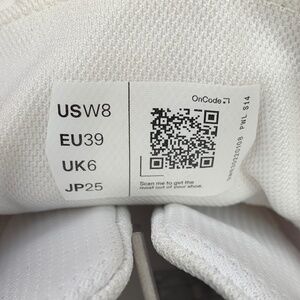 USW8
EU39
UK6
JP25
OnCode
Scan me to get the
most out of your shoe.
PWL S14